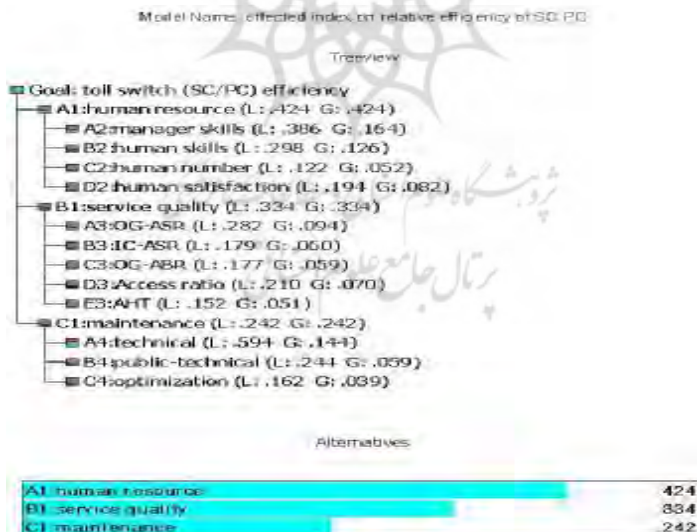 Model Name: effected index on relative efficiency of SC PC
Treeview
Goal: toll switch (SC/PC) efficiency
A1:human resource (L: .424 G: .424)
A2:manager skills (L: .386 G: .164)
B2:human skills (L: .298 G: .126)
C2:human number (L: .122 G: .052)
D2:human satisfaction (L: .194 G: .082)
B1:service quality (L: .334 G: .334)
A3:OG-ASR (L: .282 G: .094)
B3:IC-ASR (L: .179 G: .060)
C3:OG-ABR (L: .177 G: .059)
D3:Access ratio (L: .210 G: .070)
E3:AHT (L: .152 G: .051)
C1:maintenance (L: .242 G: .242)
A4:technical (L: .594 G: .144)
B4:public-technical (L: .244 G: .059)
C4:optimization (L: .162 G: .039)
پژوهشگاه علوم
پرتال جامع علوم
Alternatives
A1:human resource 424
B1:service quality 334
C1:maintenance 242